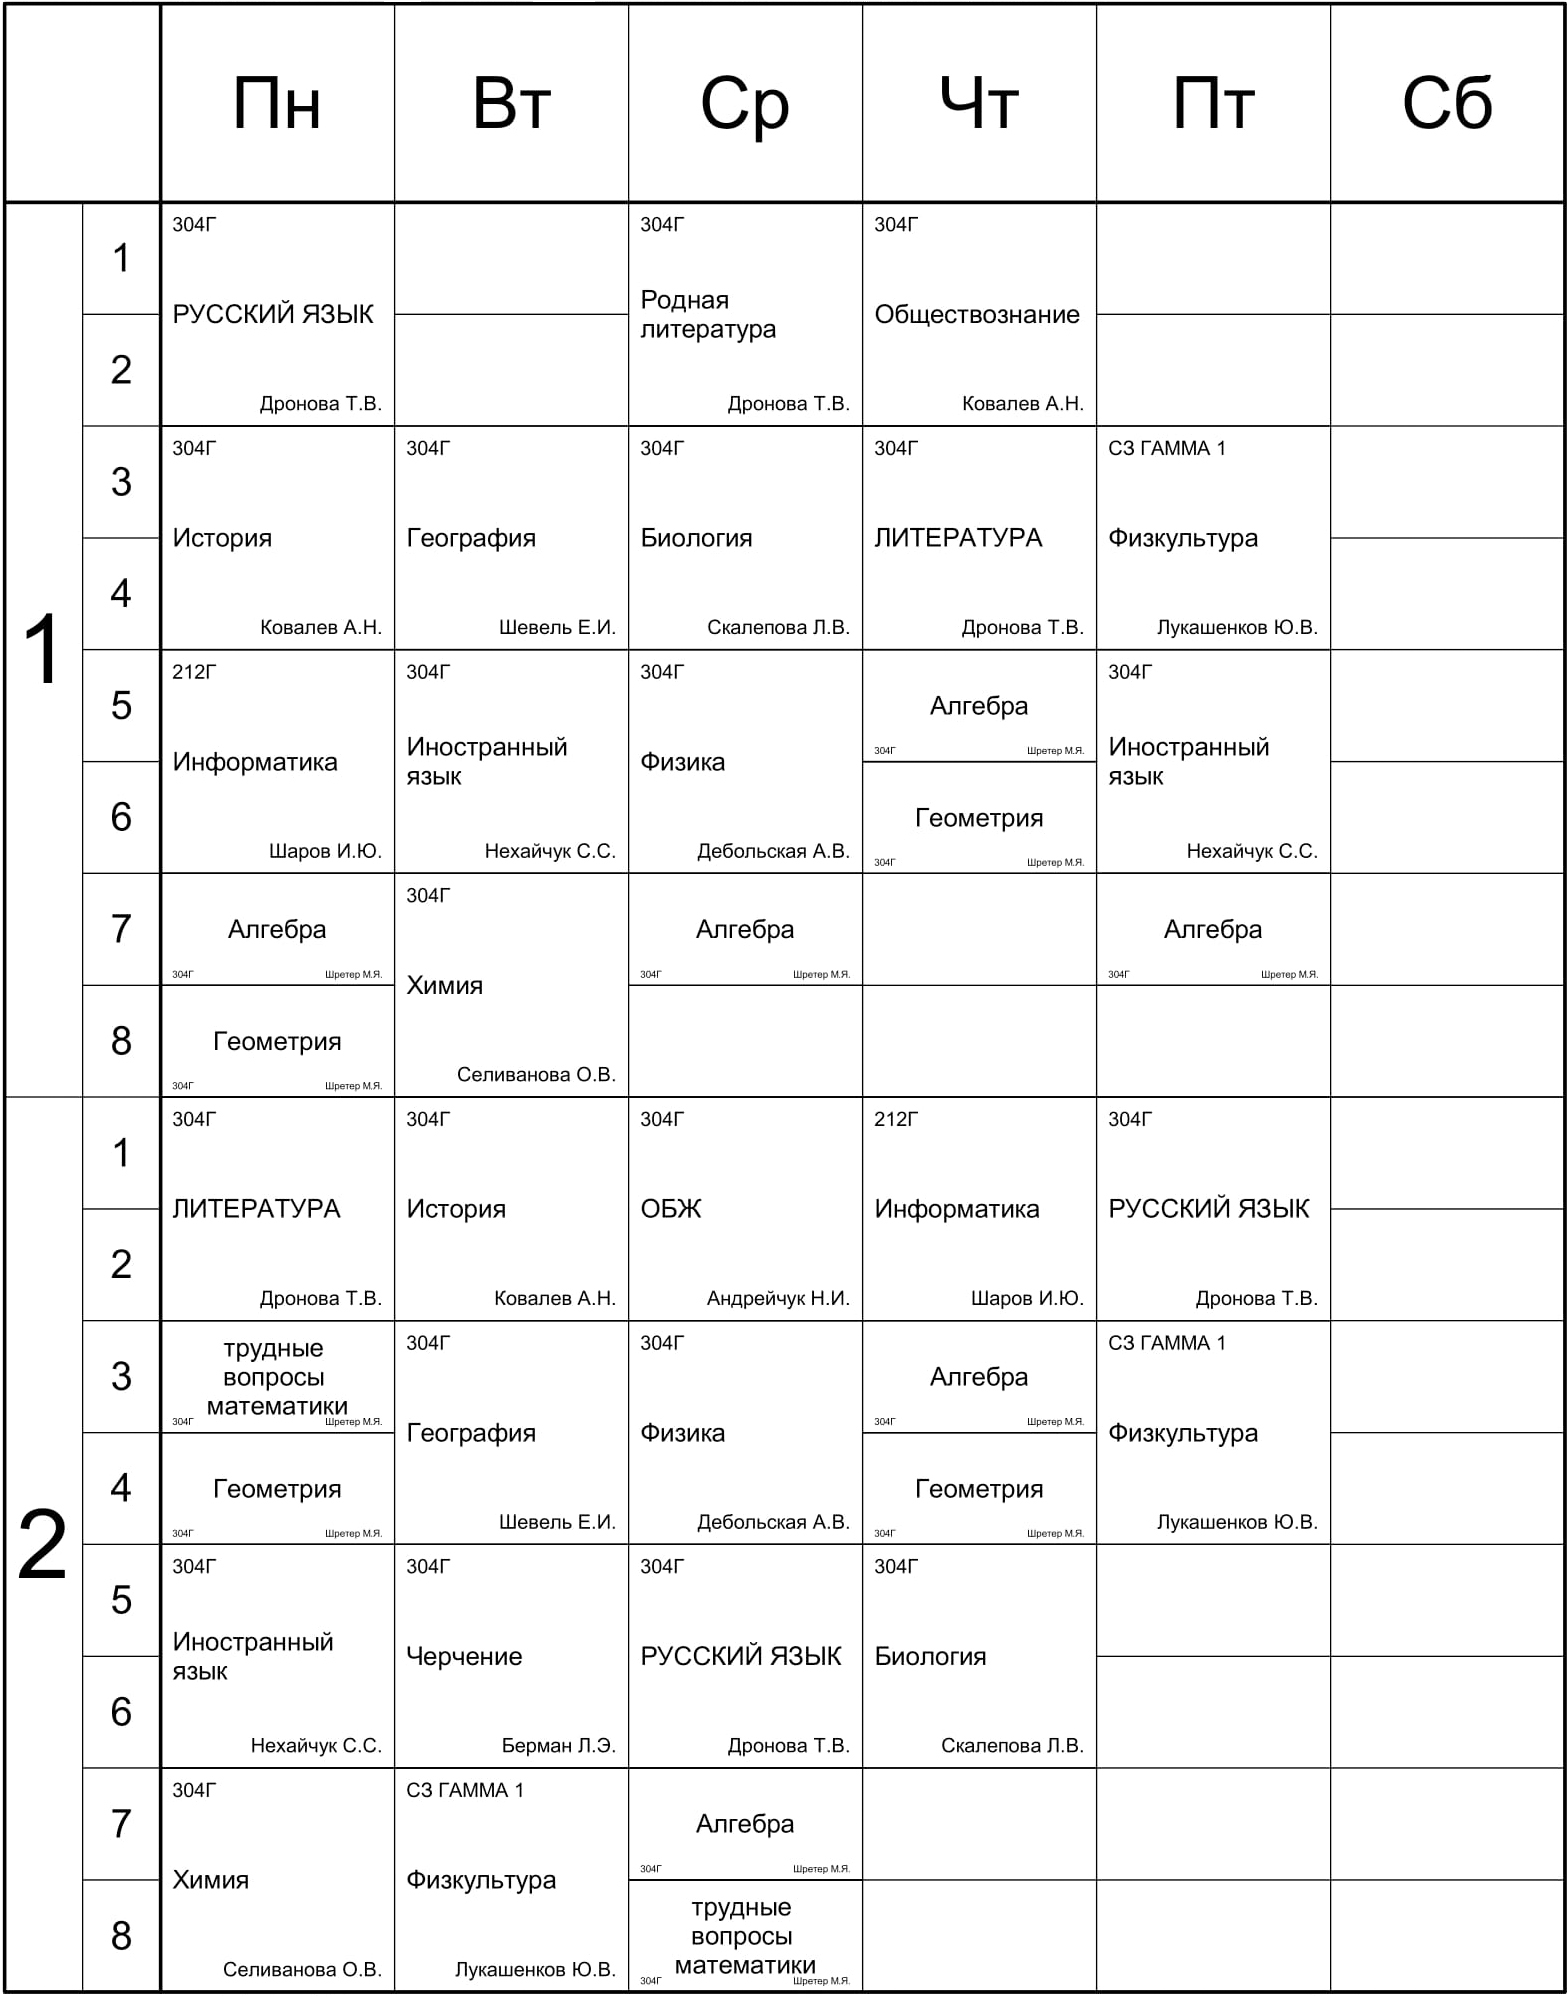 Пн Вт Ср Чт Пт Сб
1
1
304Г 304Г 304Г
РУССКИЙ ЯЗЫК Родная литература Обществознание
2
Дронова Т.В. Дронова Т.В. Ковалев А.Н.
3
304Г 304Г 304Г 304Г СЗ ГАММА 1
История География Биология ЛИТЕРАТУРА Физкультура
4
Ковалев А.Н. Шевель Е.И. Скалепова Л.В. Дронова Т.В. Лукашенков Ю.В.
5
212Г 304Г 304Г 304Г
Алгебра
304Г Шретер М.Я.
Информатика Иностранный язык Физика Иностранный язык
6
Геометрия
304Г Шретер М.Я.
Шаров И.Ю. Нехайчук С.С. Дебольская А.В. Нехайчук С.С.
7
304Г
Алгебра Алгебра Алгебра
304Г Шретер М.Я. 304Г Шретер М.Я. 304Г Шретер М.Я.
Химия
8
Геометрия
304Г Шретер М.Я.
Селиванова О.В.
2
1
304Г 304Г 304Г 212Г 304Г
ЛИТЕРАТУРА История ОБЖ Информатика РУССКИЙ ЯЗЫК
2
Дронова Т.В. Ковалев А.Н. Андрейчук Н.И. Шаров И.Ю. Дронова Т.В.
3
трудные
вопросы
математики
304Г Шретер М.Я.
304Г 304Г СЗ ГАММА 1
Алгебра
304Г Шретер М.Я.
География Физика Физкультура
4
Геометрия Геометрия
304Г Шретер М.Я. 304Г Шретер М.Я.
Шевель Е.И. Дебольская А.В. Лукашенков Ю.В.
5
304Г 304Г 304Г 304Г
Иностранный язык Черчение РУССКИЙ ЯЗЫК Биология
6
Нехайчук С.С. Берман Л.Э. Дронова Т.В. Скалепова Л.В.
7
304Г СЗ ГАММА 1
Алгебра
304Г Шретер М.Я.
Химия Физкультура
8
трудные
вопросы
математики
304Г Шретер М.Я.
Селиванова О.В. Лукашенков Ю.В.